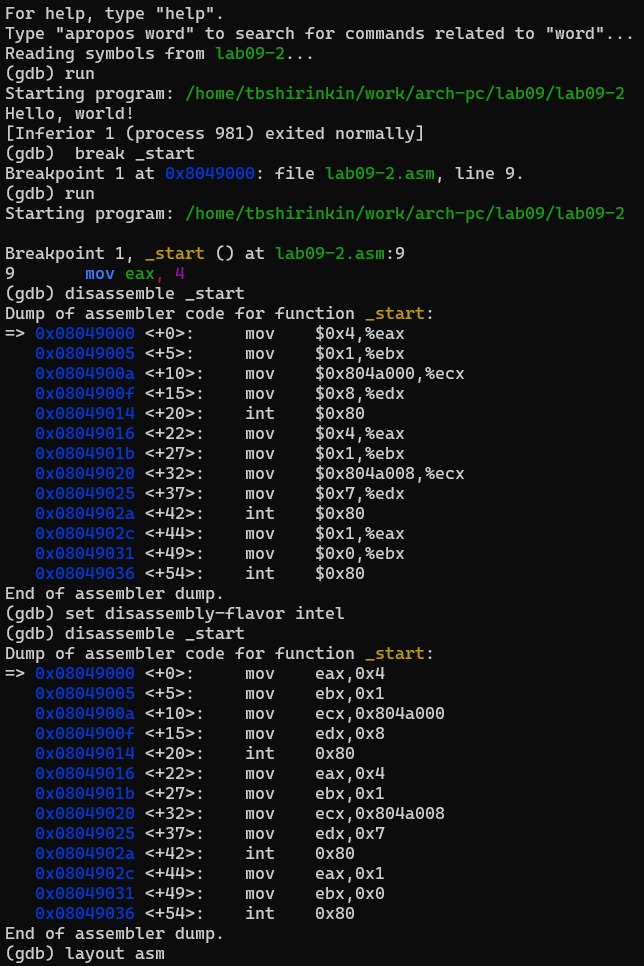 For help, type "help".
Type "apropos word" to search for commands related to "word"...
Reading symbols from lab09-2...
(gdb) run
Starting program: /home/tbshirinkin/work/arch-pc/lab09/lab09-2
Hello, world!
[Inferior 1 (process 981) exited normally]
(gdb)  break _start
Breakpoint 1 at 0x8049000: file lab09-2.asm, line 9.
(gdb) run
Starting program: /home/tbshirinkin/work/arch-pc/lab09/lab09-2

Breakpoint 1, _start () at lab09-2.asm:9
9       mov eax, 4
(gdb) disassemble _start
Dump of assembler code for function _start:
=> 0x08049000 <+0>:     mov    $0x4,%eax
   0x08049005 <+5>:     mov    $0x1,%ebx
   0x0804900a <+10>:    mov    $0x804a000,%ecx
   0x0804900f <+15>:    mov    $0x8,%edx
   0x08049014 <+20>:    int    $0x80
   0x08049016 <+22>:    mov    $0x4,%eax
   0x0804901b <+27>:    mov    $0x1,%ebx
   0x08049020 <+32>:    mov    $0x804a008,%ecx
   0x08049025 <+37>:    mov    $0x7,%edx
   0x0804902a <+42>:    int    $0x80
   0x0804902c <+44>:    mov    $0x1,%eax
   0x08049031 <+49>:    mov    $0x0,%ebx
   0x08049036 <+54>:    int    $0x80
End of assembler dump.
(gdb) set disassembly-flavor intel
(gdb) disassemble _start
Dump of assembler code for function _start:
=> 0x08049000 <+0>:     mov    eax,0x4
   0x08049005 <+5>:     mov    ebx,0x1
   0x0804900a <+10>:    mov    ecx,0x804a000
   0x0804900f <+15>:    mov    edx,0x8
   0x08049014 <+20>:    int    0x80
   0x08049016 <+22>:    mov    eax,0x4
   0x0804901b <+27>:    mov    ebx,0x1
   0x08049020 <+32>:    mov    ecx,0x804a008
   0x08049025 <+37>:    mov    edx,0x7
   0x0804902a <+42>:    int    0x80
   0x0804902c <+44>:    mov    eax,0x1
   0x08049031 <+49>:    mov    ebx,0x0
   0x08049036 <+54>:    int    0x80
End of assembler dump.
(gdb) layout asm